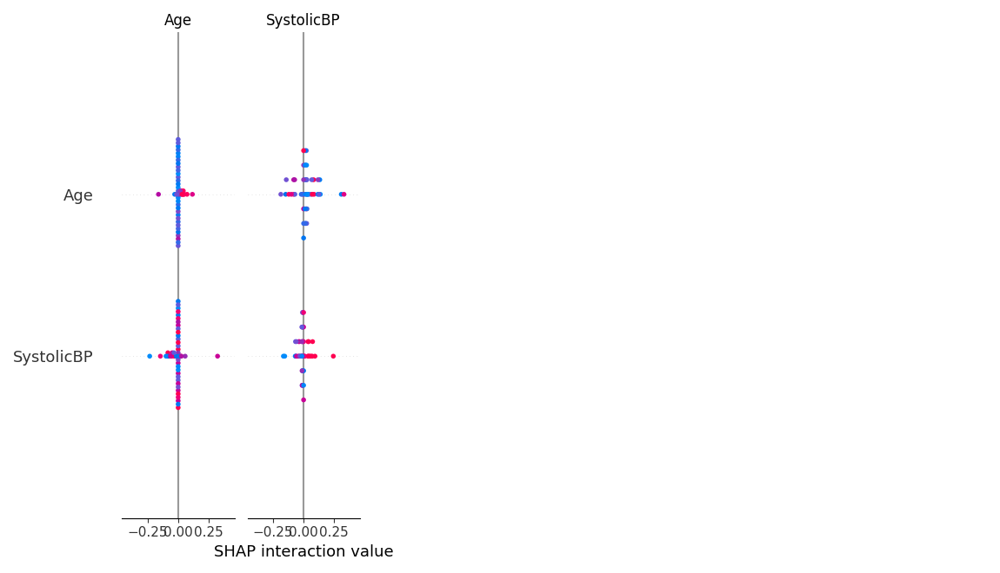 Age SystolicBP
Age
SystolicBP
−0.25 0.00 0.25 −0.25 0.00 0.25
SHAP interaction value